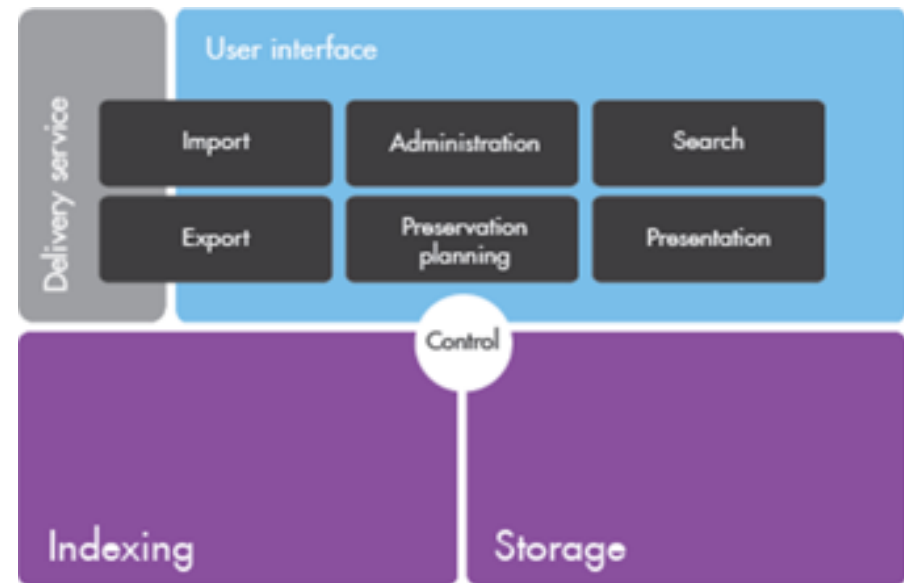 User interface
Delivery service
Import
Administration
Search
Export
Preservation
planning
Presentation
Control
Indexing
Storage